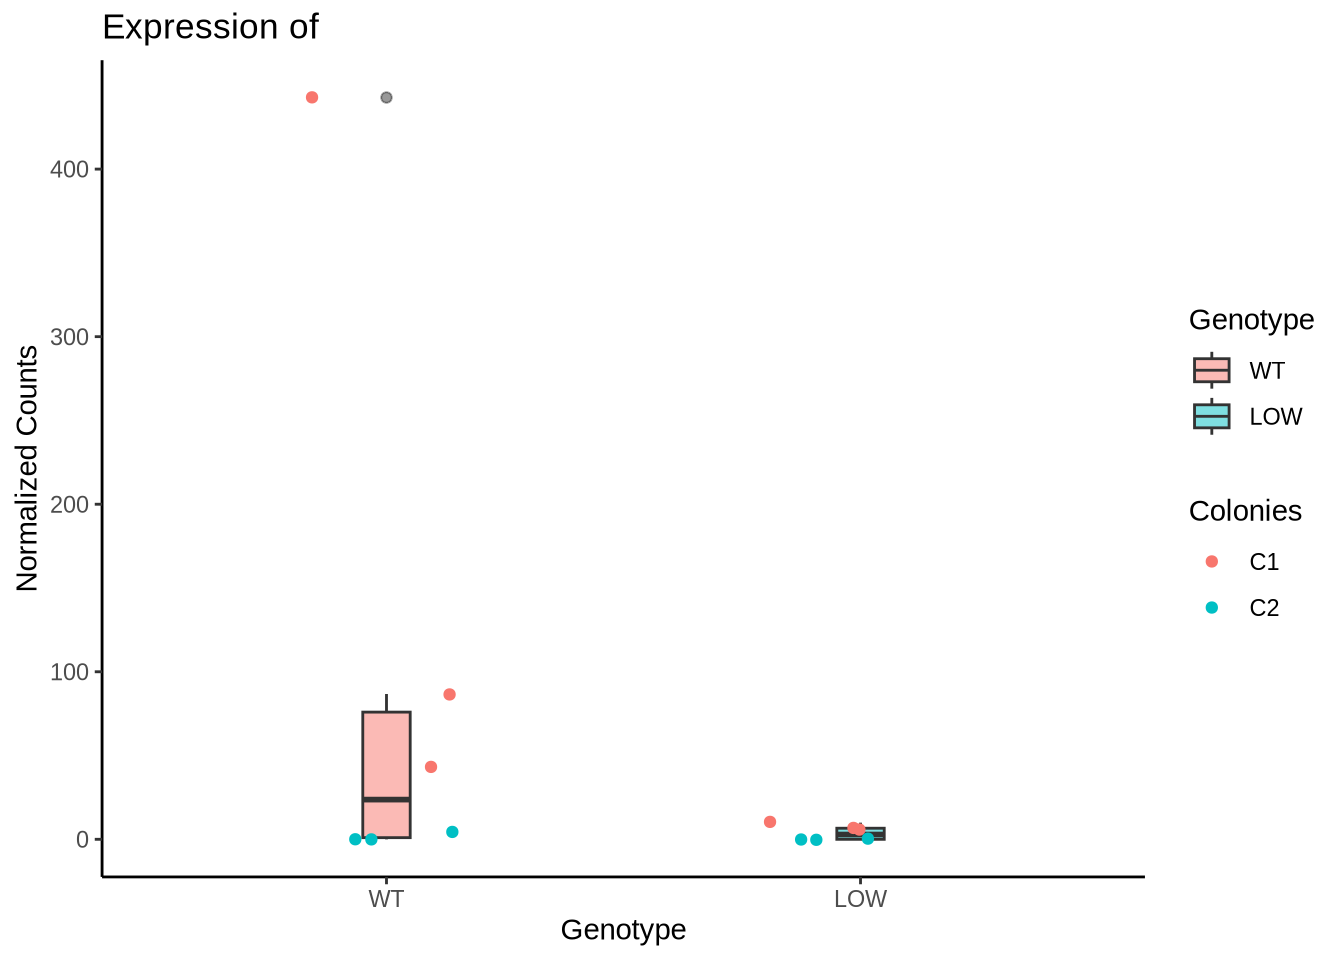 Expression of
Normalized Counts
400
300
200
100
0
WT
LOW
Genotype
Genotype
WT
LOW
Colonies
C1
C2